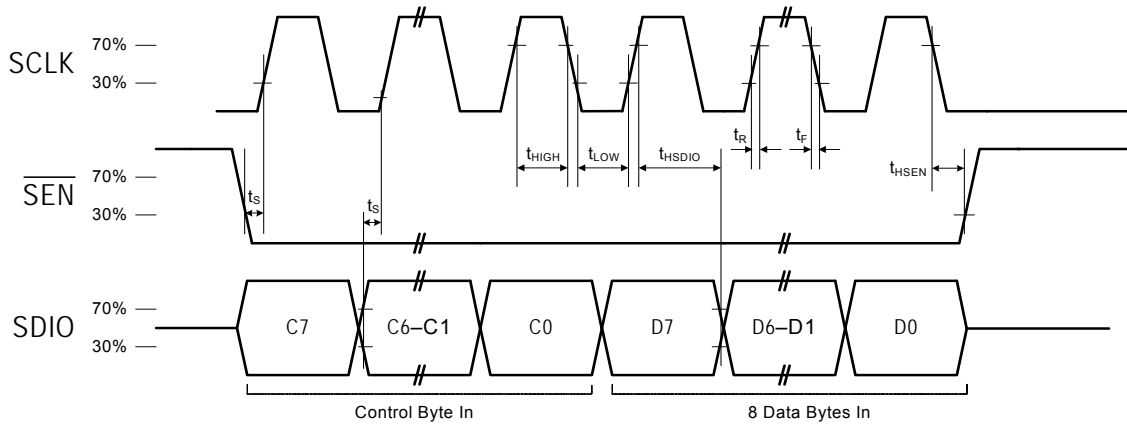 SCLK
70%
30%
tR
tF
tHIGH
tLOW
tHSDIO
tHSEN
SEN
70%
30%
tS
tS
SDIO
70%
30%
C7
C6–C1
C0
D7
D6–D1
D0
Control Byte In
8 Data Bytes In